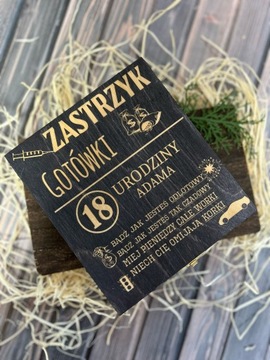 ZASTRZYK
GOTÓWKI
18 URODZINY
ADAMA
BĄDŹ JAK JESTEŚ ODLOTOWY
BĄDŹ JAK JESTEŚ TAK CZADOWY
MIEJ PIENIĘDZY CAŁE WORKI
NIECH CIĘ OMIJAJĄ KORKI